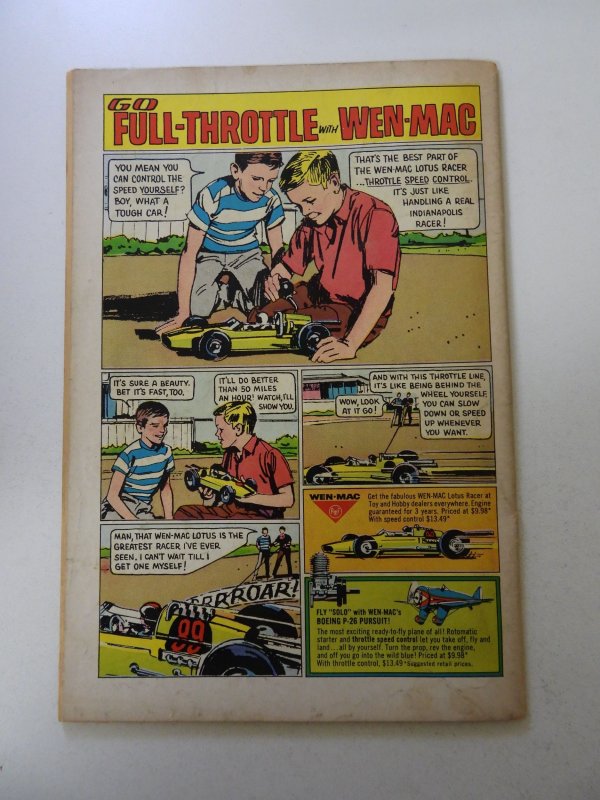 GO
FULL-THROTTLE WITH WEN-MAC
YOU MEAN YOU
CAN CONTROL THE
SPEED YOURSELF?
BOY, WHAT A
TOUGH CAR!
THAT'S THE BEST PART OF
THE WEN-MAC LOTUS RACER
...THROTTLE SPEED CONTROL.
IT'S JUST LIKE
HANDLING A REAL
INDIANAPOLIS
RACER!
IT'S SURE A BEAUTY.
BET IT'S FAST, TOO.
IT'LL DO BETTER
THAN 50 MILES
AN HOUR! WATCH, I'LL
SHOW YOU.
WOW, LOOK
AT IT GO!
AND WITH THIS THROTTLE LINE,
IT'S LIKE BEING BEHIND THE
WHEEL YOURSELF.
YOU CAN SLOW
DOWN OR SPEED
UP WHENEVER
YOU WANT.
MAN, THAT WEN-MAC LOTUS IS THE
GREATEST RACER I'VE EVER
SEEN. I CAN'T WAIT TILL I
GET ONE MYSELF!
RRRROAR!
99
WEN-MAC
Get the fabulous WEN-MAC Lotus Racer at
Toy and Hobby dealers everywhere. Engine
guaranteed for 3 years. Priced at $9.98*
With speed control $13.49*
FLY "SOLO" with WEN-MAC's
BOEING P-26 PURSUIT!
The most exciting ready-to-fly plane of all! Rotomatic
starter and throttle speed control let you take off, fly and
land...all by yourself. Turn the prop, rev the engine,
and off you go into the wild blue! Priced at $9.98*
With throttle control, $13.49* *Suggested retail prices.